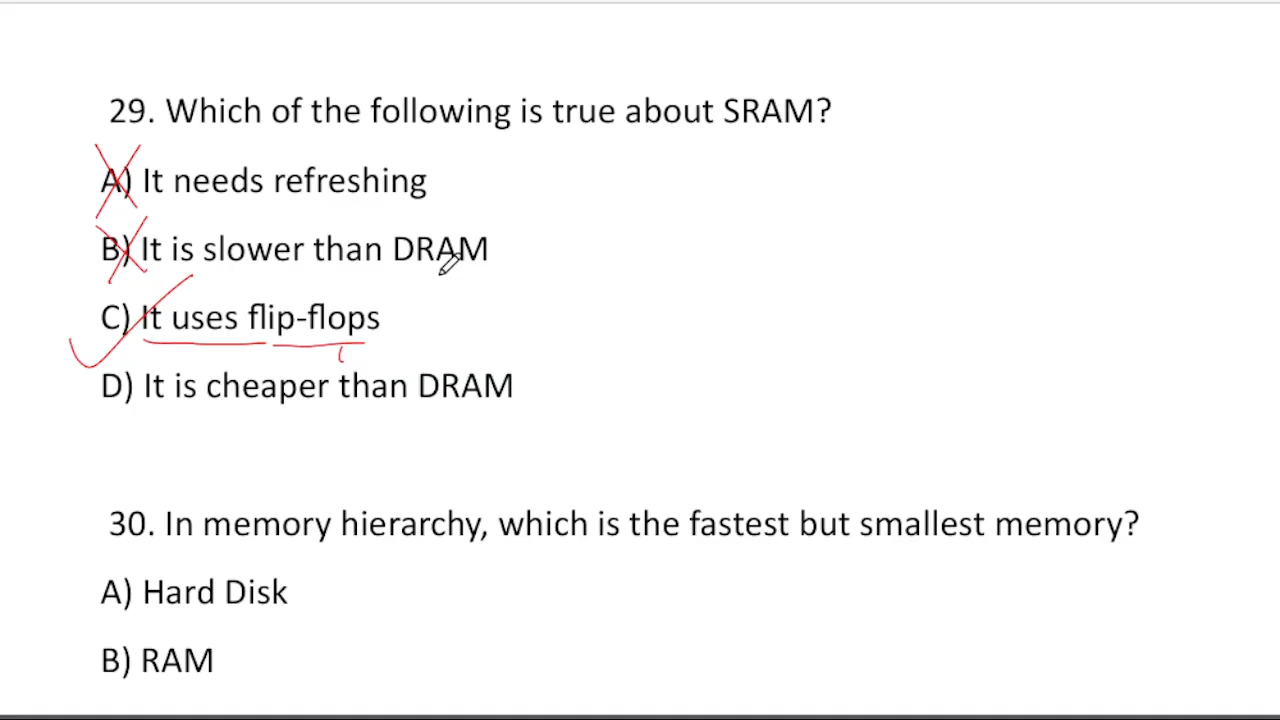 29. Which of the following is true about SRAM?
A) It needs refreshing
B) It is slower than DRAM
C) It uses flip-flops
D) It is cheaper than DRAM
30. In memory hierarchy, which is the fastest but smallest memory?
A) Hard Disk
B) RAM